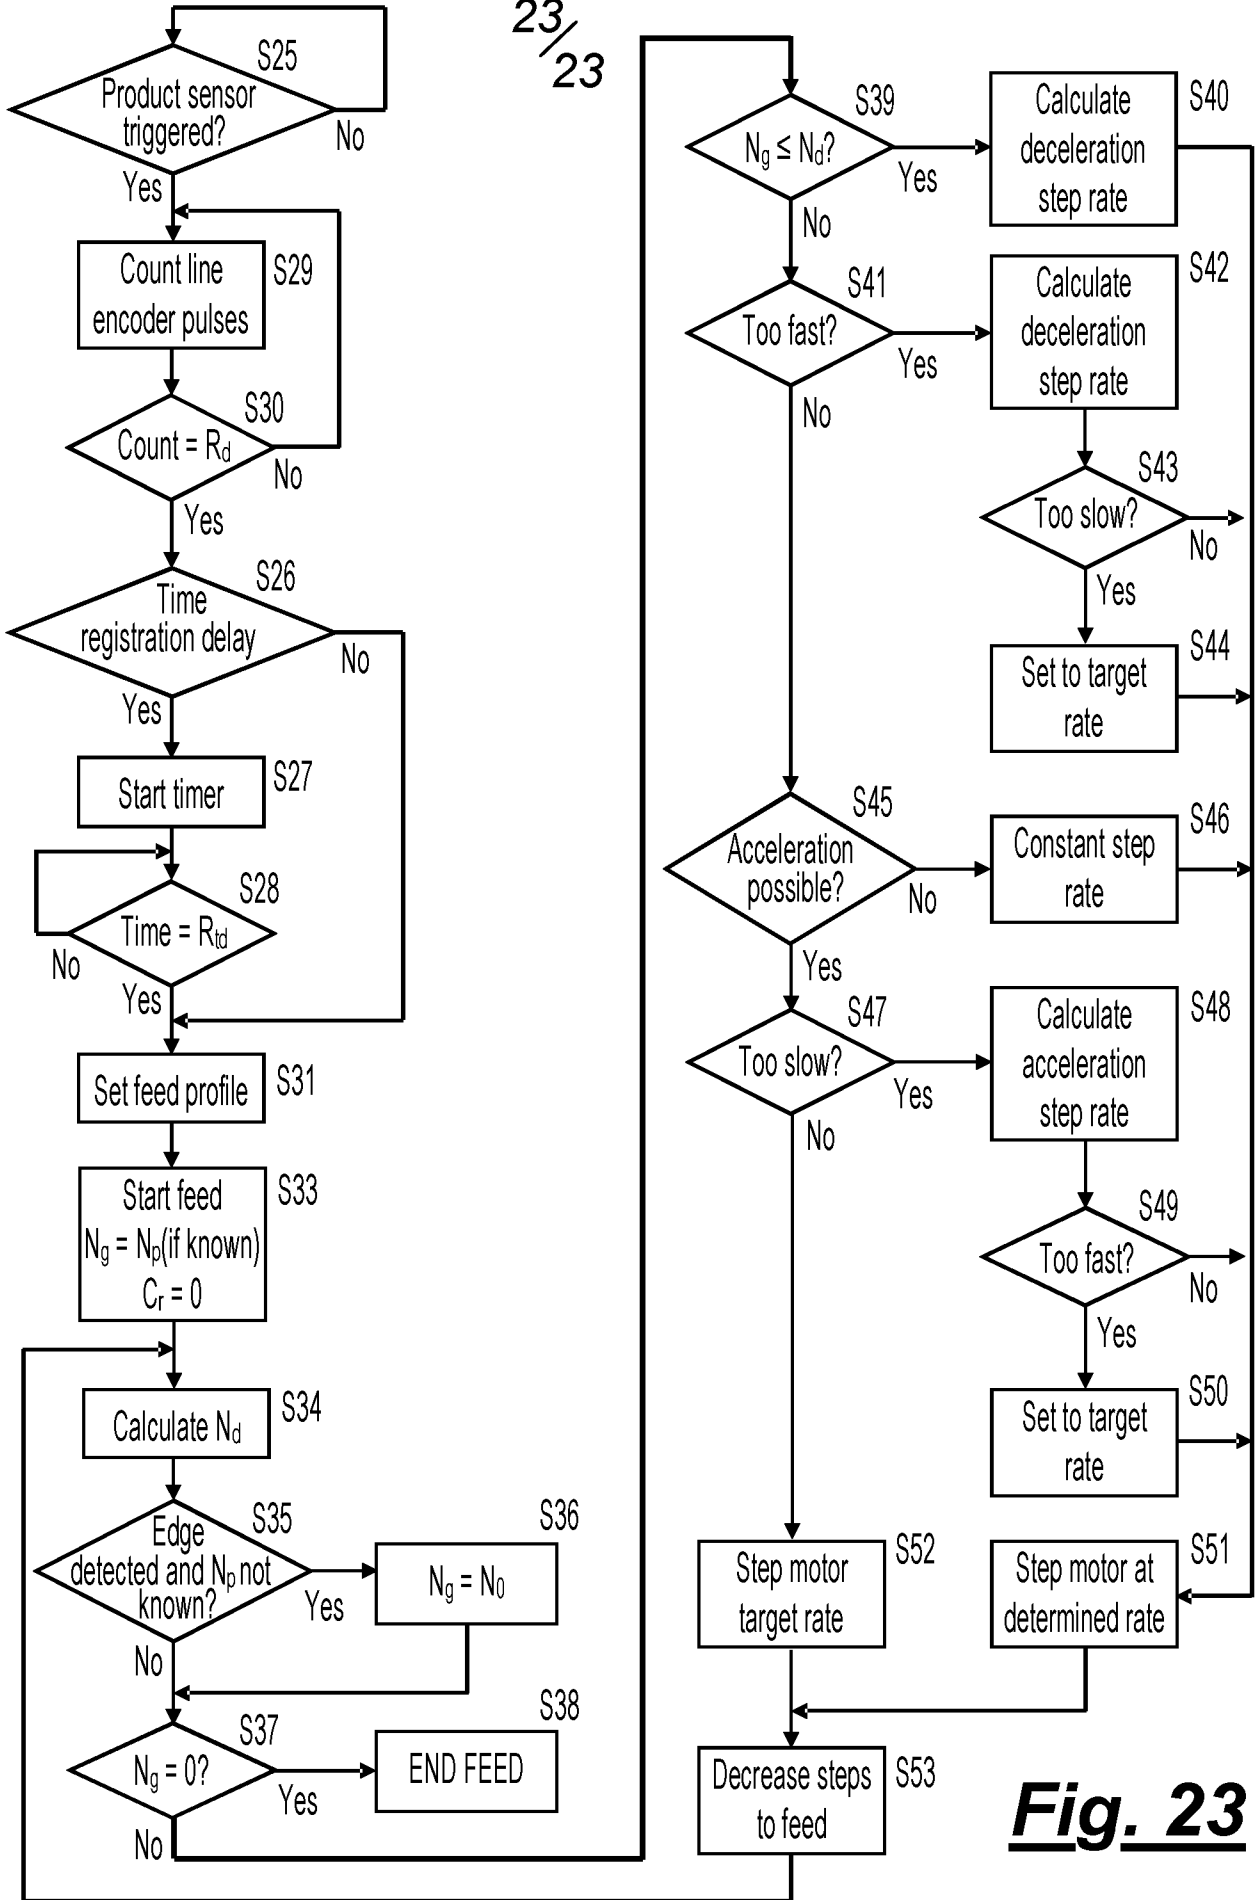 23/23
S25
Product sensor
triggered?
No
Yes
Count line
encoder pulses
S29
S30
Count = Rd
No
Yes
S26
Time
registration delay
No
Yes
Start timer
S27
S28
Time = Rtd
No
Yes
Set feed profile
S31
Start feed
Ng = Np(if known)
Cr = 0
S33
Calculate Nd
S34
S35
Edge
detected and Np not
known?
Yes
No
S36
Ng = N0
S37
Ng = 0?
Yes
No
S38
END FEED
S39
Ng ≤ Nd?
Yes
No
Calculate
deceleration
step rate
S40
S41
Too fast?
Yes
No
Calculate
deceleration
step rate
S42
S43
Too slow?
No
Yes
Set to target
rate
S44
S45
Acceleration
possible?
No
Yes
Constant step
rate
S46
S47
Too slow?
Yes
No
Calculate
acceleration
step rate
S48
S49
Too fast?
No
Yes
Set to target
rate
S50
Step motor
target rate
S52
Step motor at
determined rate
S51
Decrease steps
to feed
S53
Fig. 23